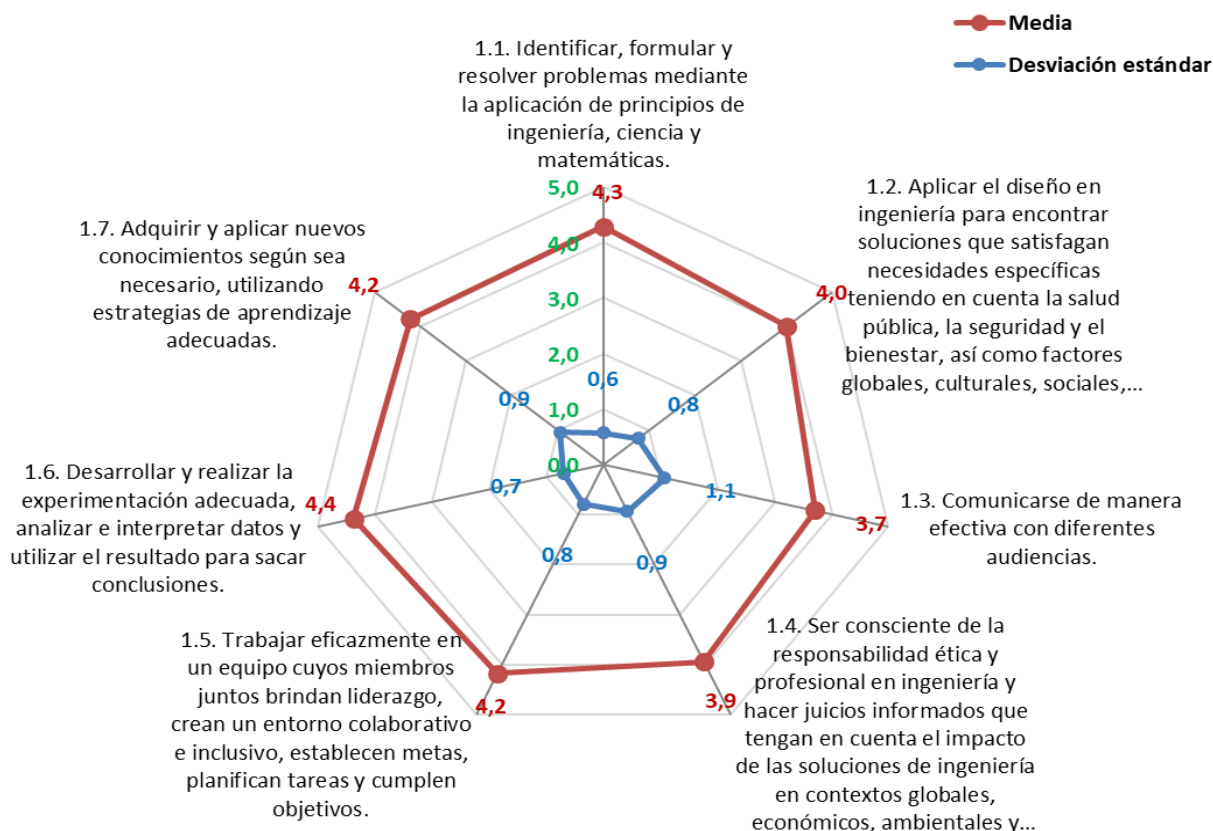 Media
Desviación estándar
1.1. Identificar, formular y
resolver problemas mediante
la aplicación de principios de
ingeniería, ciencia y
matemáticas.
1.2. Aplicar el diseño en
ingeniería para encontrar
soluciones que satisfagan
necesidades específicas
teniendo en cuenta la salud
pública, la seguridad y el
bienestar, así como factores
globales, culturales, sociales,...
1.3. Comunicarse de manera
efectiva con diferentes
audiencias.
1.4. Ser consciente de la
responsabilidad ética y
profesional en ingeniería y
hacer juicios informados que
tengan en cuenta el impacto
de las soluciones de ingeniería
en contextos globales,
económicos, ambientales y...
1.5. Trabajar eficazmente en
un equipo cuyos miembros
juntos brindan liderazgo,
crean un entorno colaborativo
e inclusivo, establecen metas,
planifican tareas y cumplen
objetivos.
1.6. Desarrollar y realizar la
experimentación adecuada,
analizar e interpretar datos y
utilizar el resultado para sacar
conclusiones.
1.7. Adquirir y aplicar nuevos
conocimientos según sea
necesario, utilizando
estrategias de aprendizaje
adecuadas.
5,0
4,0
3,0
2,0
1,0
0,0
4,3
4,0
3,7
3,9
4,2
4,4
4,2
0,6
0,8
1,1
0,9
0,8
0,7
0,9